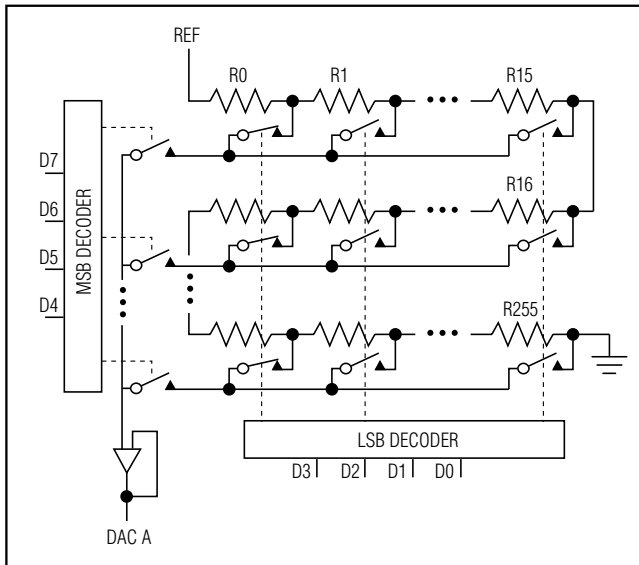 REF
R0
R1
R15
D7
D6
D5
D4
MSB DECODER
R16
R255
LSB DECODER
D3
D2
D1
D0
DAC A